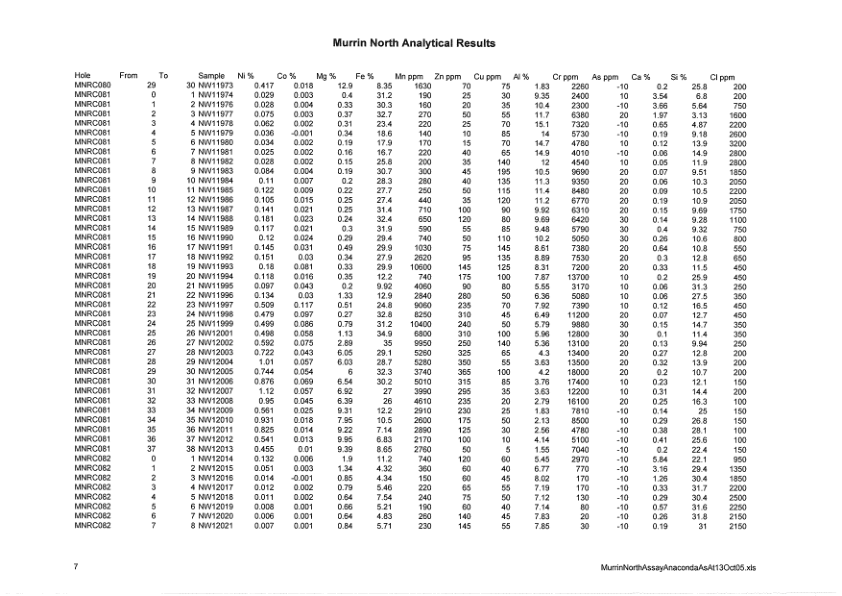 Murrin North Analytical Results
Hole From To Sample Ni % Co % Mg % Fe % Mn ppm Zn ppm Cu ppm Al % Cr ppm As ppm Ca % Si % Cl ppm
MNRC080 29 30 NW11973 0.417 0.018 12.9 8.35 1630 70 75 1.83 2260 -10 0.2 25.8 200
MNRC081 0 1 NW11974 0.029 0.003 0.4 31.2 190 25 30 9.35 2400 10 3.54 6.8 200
MNRC081 1 2 NW11976 0.028 0.004 0.33 30.3 160 20 35 10.4 2300 -10 3.66 5.64 750
MNRC081 2 3 NW11977 0.075 0.003 0.37 32.7 270 50 55 11.7 6380 20 1.97 3.13 1600
MNRC081 3 4 NW11978 0.062 0.002 0.31 23.4 220 25 70 15.1 7320 -10 0.65 4.87 2200
MNRC081 4 5 NW11979 0.036 -0.001 0.34 18.6 140 10 85 14 5730 -10 0.19 9.18 2600
MNRC081 5 6 NW11980 0.034 0.002 0.19 17.9 170 15 70 14.7 4780 10 0.12 13.9 3200
MNRC081 6 7 NW11981 0.025 0.002 0.16 16.7 220 40 65 14.9 4010 -10 0.06 14.9 2800
MNRC081 7 8 NW11982 0.028 0.002 0.15 25.8 200 35 140 12 4540 10 0.05 11.9 2800
MNRC081 8 9 NW11983 0.084 0.004 0.19 30.7 300 45 195 10.5 9690 20 0.07 9.51 1850
MNRC081 9 10 NW11984 0.11 0.007 0.2 28.3 280 40 135 11.3 9350 20 0.06 10.3 2050
MNRC081 10 11 NW11985 0.122 0.009 0.22 27.7 250 50 115 11.4 8480 20 0.09 10.5 2200
MNRC081 11 12 NW11986 0.105 0.015 0.25 27.4 440 35 120 11.2 6770 20 0.19 10.9 2050
MNRC081 12 13 NW11987 0.141 0.021 0.25 31.4 710 100 90 9.92 6310 20 0.15 9.69 1750
MNRC081 13 14 NW11988 0.181 0.023 0.24 32.4 650 120 80 9.69 6420 30 0.14 9.28 1100
MNRC081 14 15 NW11989 0.117 0.021 0.3 31.9 590 55 85 9.48 5790 30 0.4 9.32 750
MNRC081 15 16 NW11990 0.12 0.024 0.29 29.4 740 50 110 10.2 5050 30 0.26 10.6 800
MNRC081 16 17 NW11991 0.145 0.031 0.49 29.9 1030 75 145 8.61 7380 20 0.64 10.8 550
MNRC081 17 18 NW11992 0.151 0.03 0.34 27.9 2620 95 135 8.89 7530 20 0.3 12.8 650
MNRC081 18 19 NW11993 0.18 0.081 0.33 29.9 10600 145 125 8.31 7200 20 0.33 11.5 450
MNRC081 19 20 NW11994 0.118 0.016 0.35 12.2 740 100 175 7.87 13700 10 0.2 25.9 450
MNRC081 20 21 NW11995 0.097 0.043 0.2 9.92 4060 90 80 5.55 3170 10 0.06 31.3 250
MNRC081 21 22 NW11996 0.134 0.03 1.33 12.9 2840 280 50 6.36 5080 10 0.06 27.5 350
MNRC081 22 23 NW11997 0.509 0.117 0.51 24.8 9060 235 70 7.92 7390 10 0.12 16.5 450
MNRC081 23 24 NW11998 0.479 0.097 0.27 32.8 8250 310 45 6.49 11200 20 0.07 12.7 450
MNRC081 24 25 NW11999 0.499 0.086 0.79 31.2 10400 240 50 5.79 9880 30 0.15 14.7 350
MNRC081 25 26 NW12001 0.498 0.058 1.13 34.9 6800 310 100 5.96 12800 30 0.1 11.4 350
MNRC081 26 27 NW12002 0.592 0.075 2.89 35 9950 250 140 5.36 13100 20 0.13 9.94 250
MNRC081 27 28 NW12003 0.722 0.043 6.05 29.1 5260 325 65 4.3 13400 20 0.27 12.8 200
MNRC081 28 29 NW12004 1.01 0.057 6.03 28.7 5280 350 55 3.63 13500 20 0.32 13.9 200
MNRC081 29 30 NW12005 0.744 0.054 6 32.3 3740 365 100 4.2 18000 20 0.2 10.7 200
MNRC081 30 31 NW12006 0.876 0.069 6.54 30.2 5010 315 85 3.76 17400 10 0.23 12.1 150
MNRC081 31 32 NW12007 1.12 0.057 6.92 27 3990 295 35 3.63 12200 10 0.31 14.4 200
MNRC081 32 33 NW12008 0.95 0.045 6.39 26 4610 235 20 2.79 16100 20 0.25 16.3 100
MNRC081 33 34 NW12009 0.561 0.025 9.31 12.2 2910 230 25 1.83 7810 -10 0.14 25 150
MNRC081 34 35 NW12010 0.931 0.018 7.95 10.5 2600 175 50 2.13 8500 10 0.29 26.8 150
MNRC081 35 36 NW12011 0.825 0.014 9.22 7.14 2890 125 30 2.56 4780 -10 0.38 28.1 100
MNRC081 36 37 NW12012 0.541 0.013 9.95 6.83 2170 100 10 4.14 5100 -10 0.41 25.6 100
MNRC081 37 38 NW12013 0.455 0.01 9.39 8.65 2760 50 5 1.55 7040 -10 0.2 22.4 150
MNRC082 0 1 NW12014 0.132 0.006 1.9 11.2 740 120 60 5.45 2970 -10 5.84 22.1 950
MNRC082 1 2 NW12015 0.051 0.003 1.34 4.32 360 60 40 6.77 770 -10 3.16 29.4 1350
MNRC082 2 3 NW12016 0.014 -0.001 0.85 4.34 150 60 45 8.02 170 -10 1.26 30.4 1850
MNRC082 3 4 NW12017 0.012 0.002 0.79 5.46 220 65 55 7.19 170 -10 0.33 31.7 2200
MNRC082 4 5 NW12018 0.011 0.002 0.64 7.54 240 75 50 7.12 130 -10 0.29 30.4 2500
MNRC082 5 6 NW12019 0.008 0.001 0.66 5.21 190 60 40 7.14 80 -10 0.57 31.6 2250
MNRC082 6 7 NW12020 0.006 0.001 0.64 4.83 260 140 45 7.83 20 -10 0.26 31.8 2150
MNRC082 7 8 NW12021 0.007 0.001 0.84 5.71 230 145 55 7.85 30 -10 0.19 31 2150
7 MurrinNorthAssayAnacondaAsAt13Oct05.xls